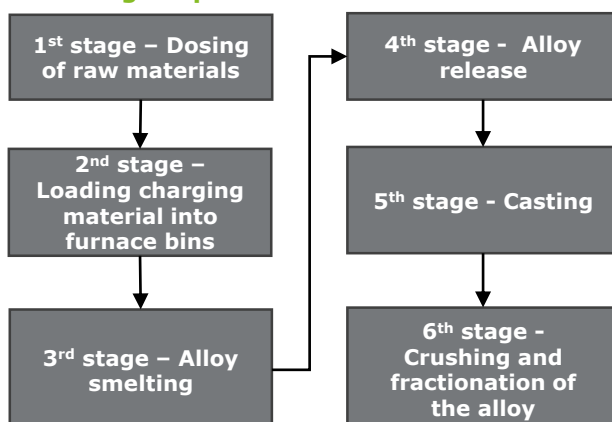 1st stage – Dosing
of raw materials
2nd stage –
Loading charging
material into
furnace bins
3rd stage – Alloy
smelting
4th stage - Alloy
release
5th stage - Casting
6th stage -
Crushing and
fractionation of
the alloy